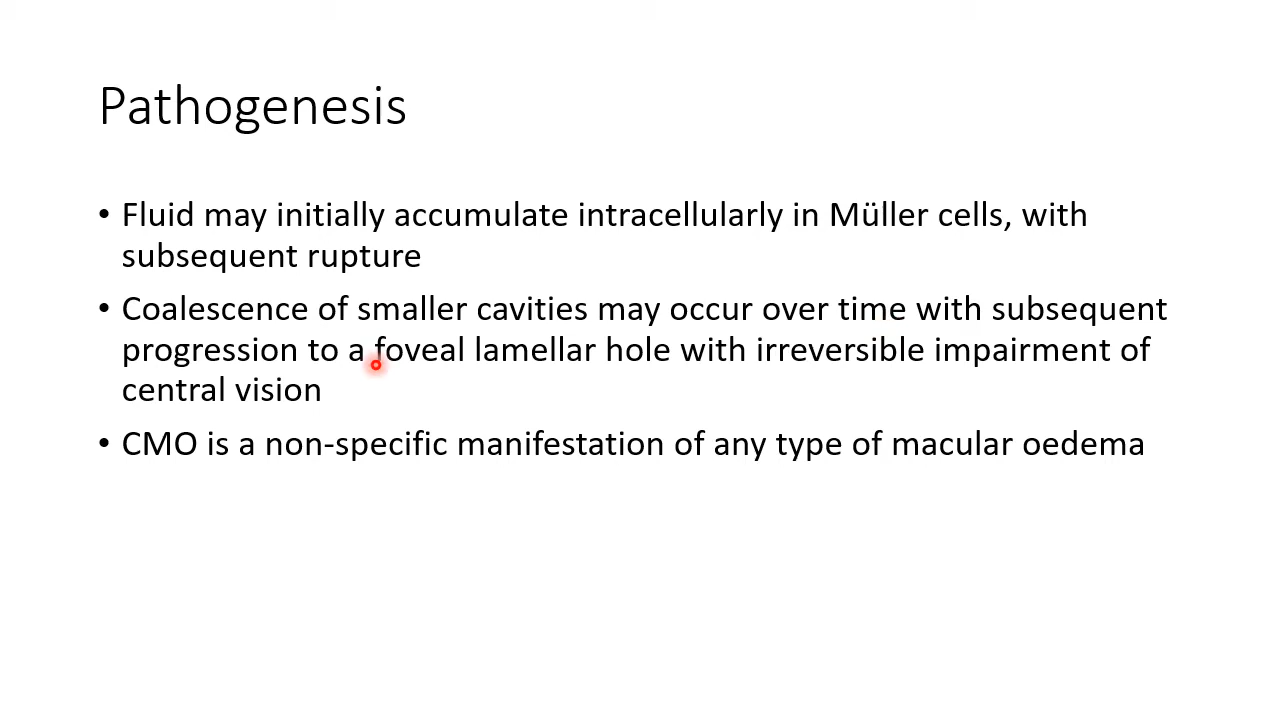 Pathogenesis
• Fluid may initially accumulate intracellularly in Müller cells, with
subsequent rupture
• Coalescence of smaller cavities may occur over time with subsequent
progression to a foveal lamellar hole with irreversible impairment of
central vision
• CMO is a non-specific manifestation of any type of macular oedema